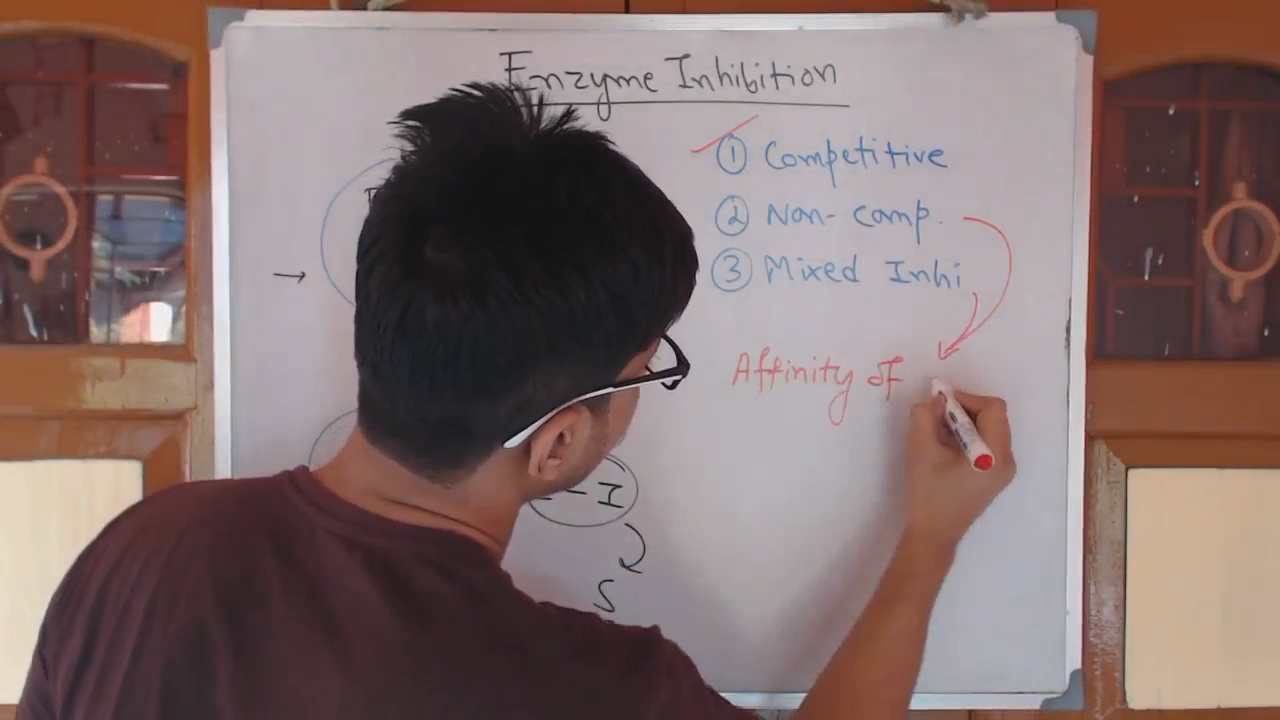 Enzyme Inhibition
① Competitive
② Non-comp.
③ Mixed Inhi
Affinity of
I
S